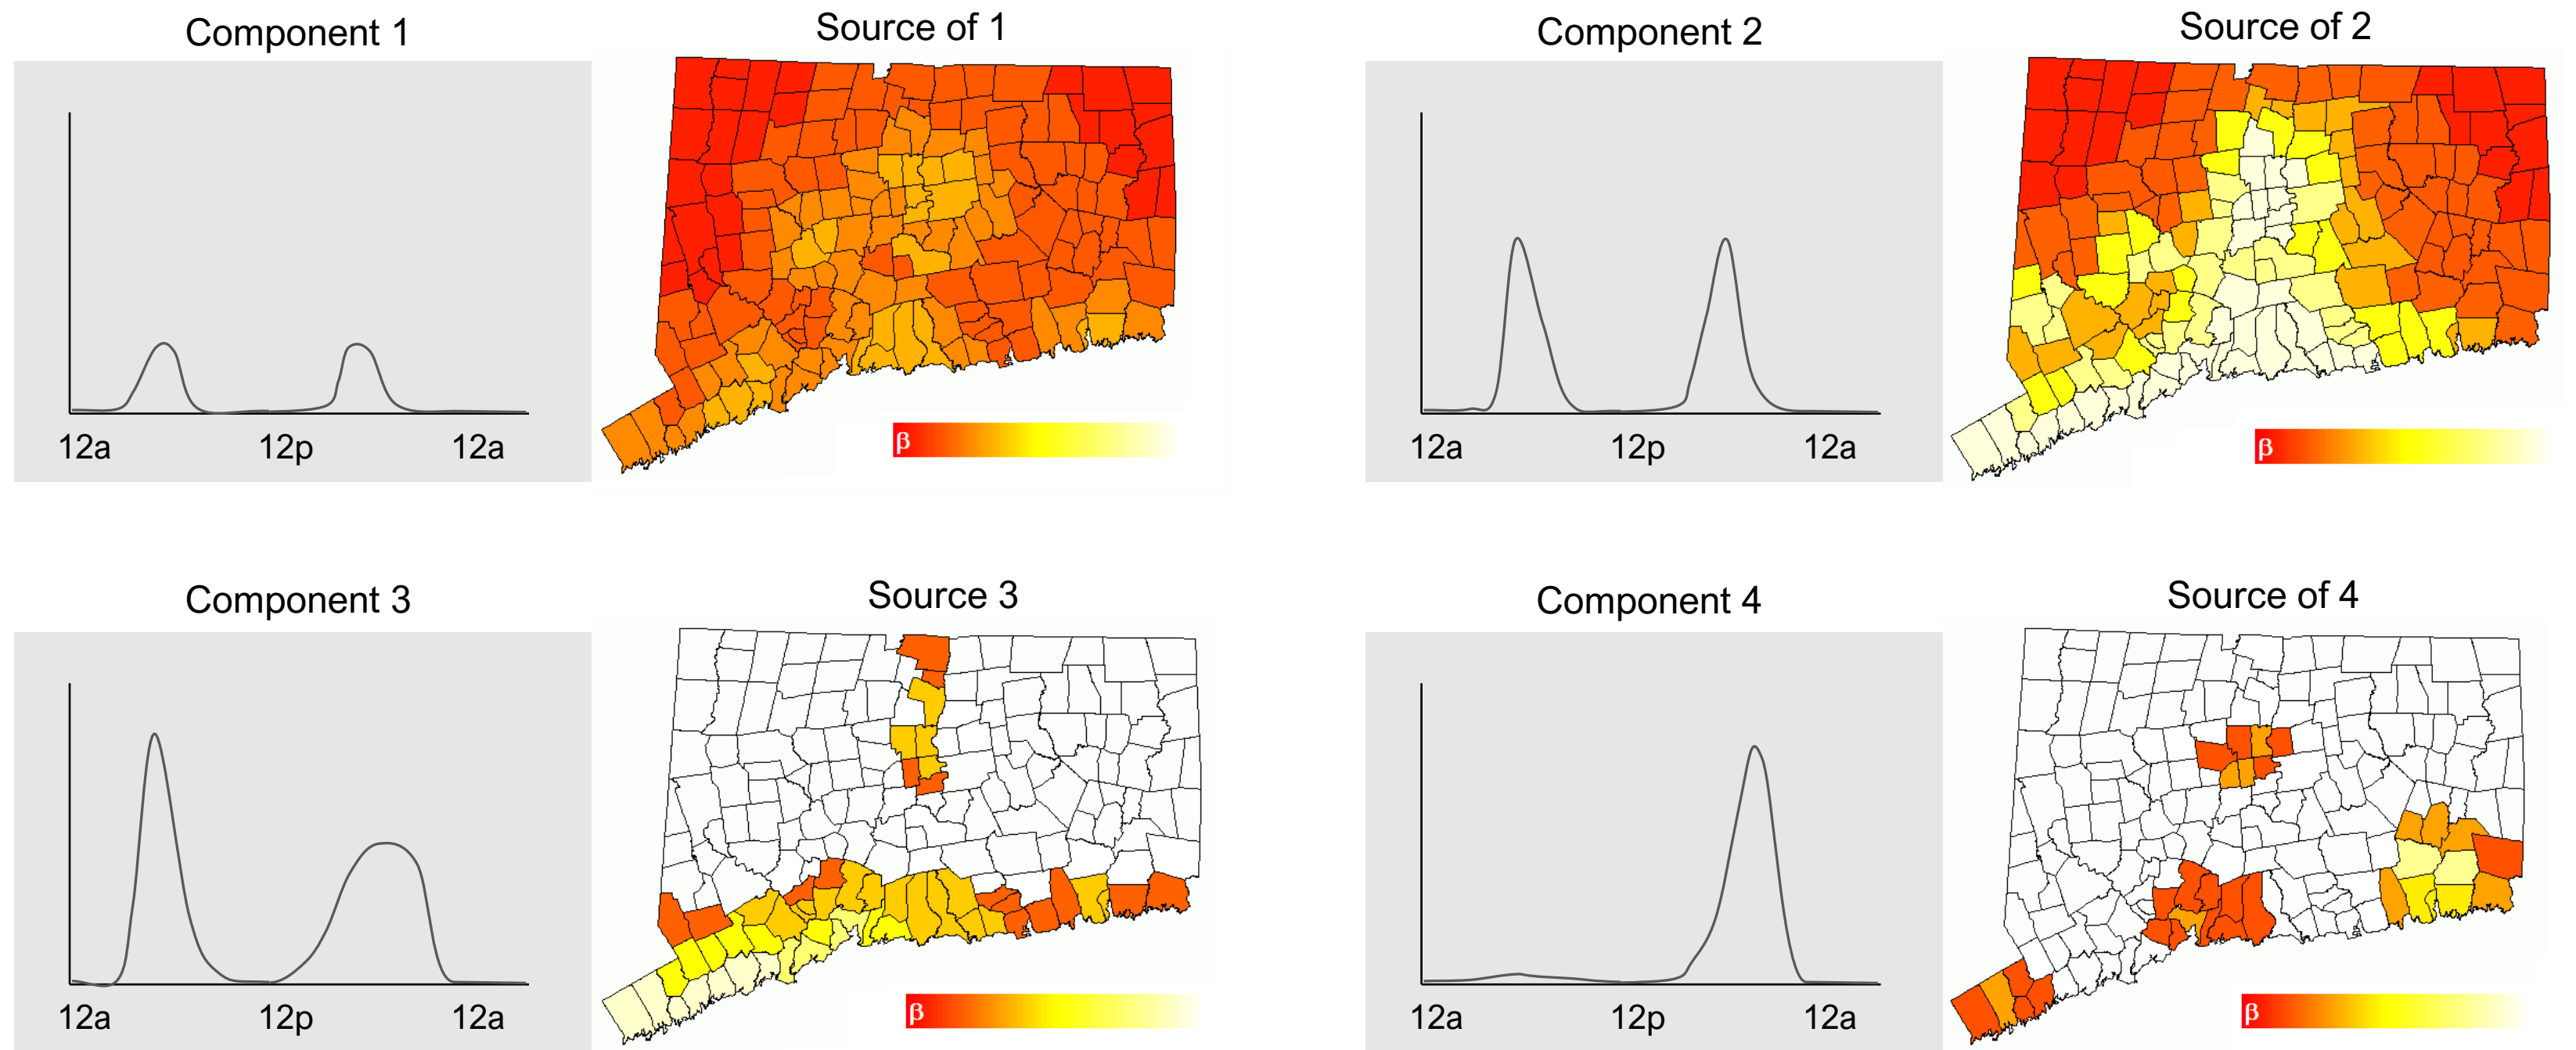 Component 1
Source of 1
Component 2
Source of 2
12a 12p 12a
β
12a 12p 12a
β
Component 3
Source 3
Component 4
Source of 4
12a 12p 12a
β
12a 12p 12a
β